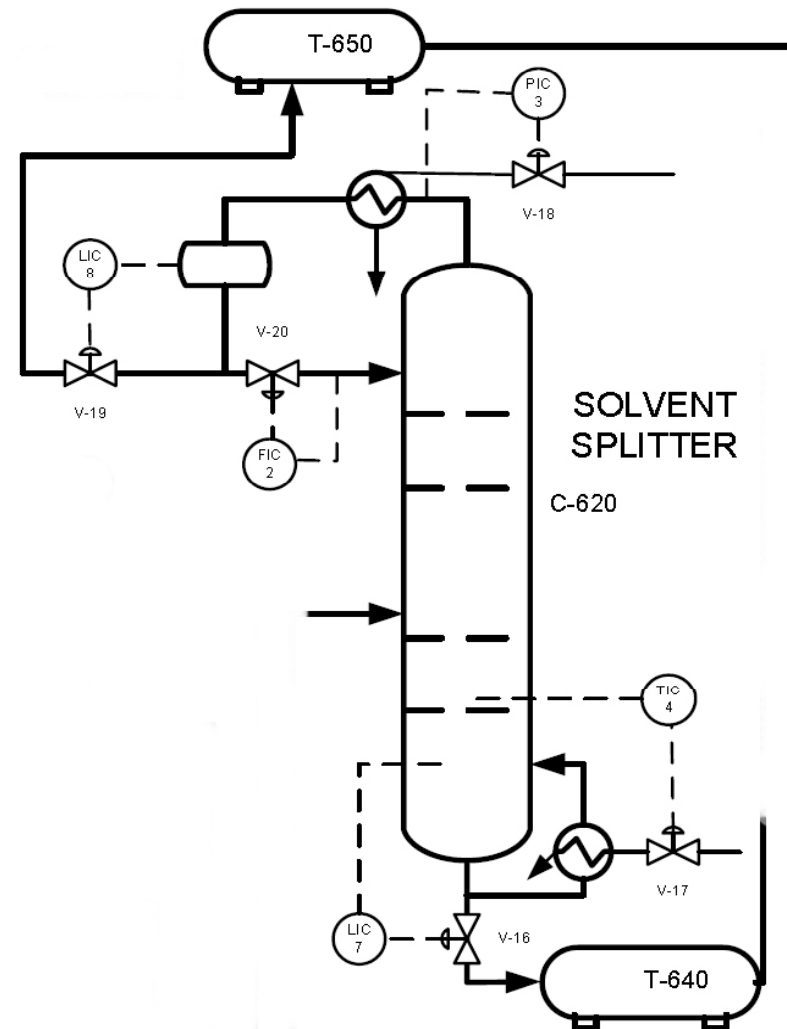 T-650
PIC
3
V-18
LIC
8
V-20
V-19
FIC
2
SOLVENT
SPLITTER
C-620
TIC
4
V-17
LIC
7
V-16
T-640